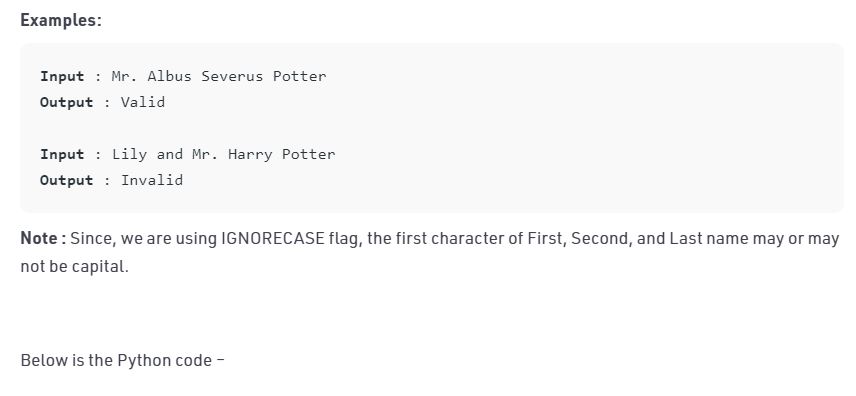 Examples:
Input : Mr. Albus Severus Potter
Output : Valid
Input : Lily and Mr. Harry Potter
Output : Invalid
Note : Since, we are using IGNORECASE flag, the first character of First, Second, and Last name may or may
not be capital.
Below is the Python code –